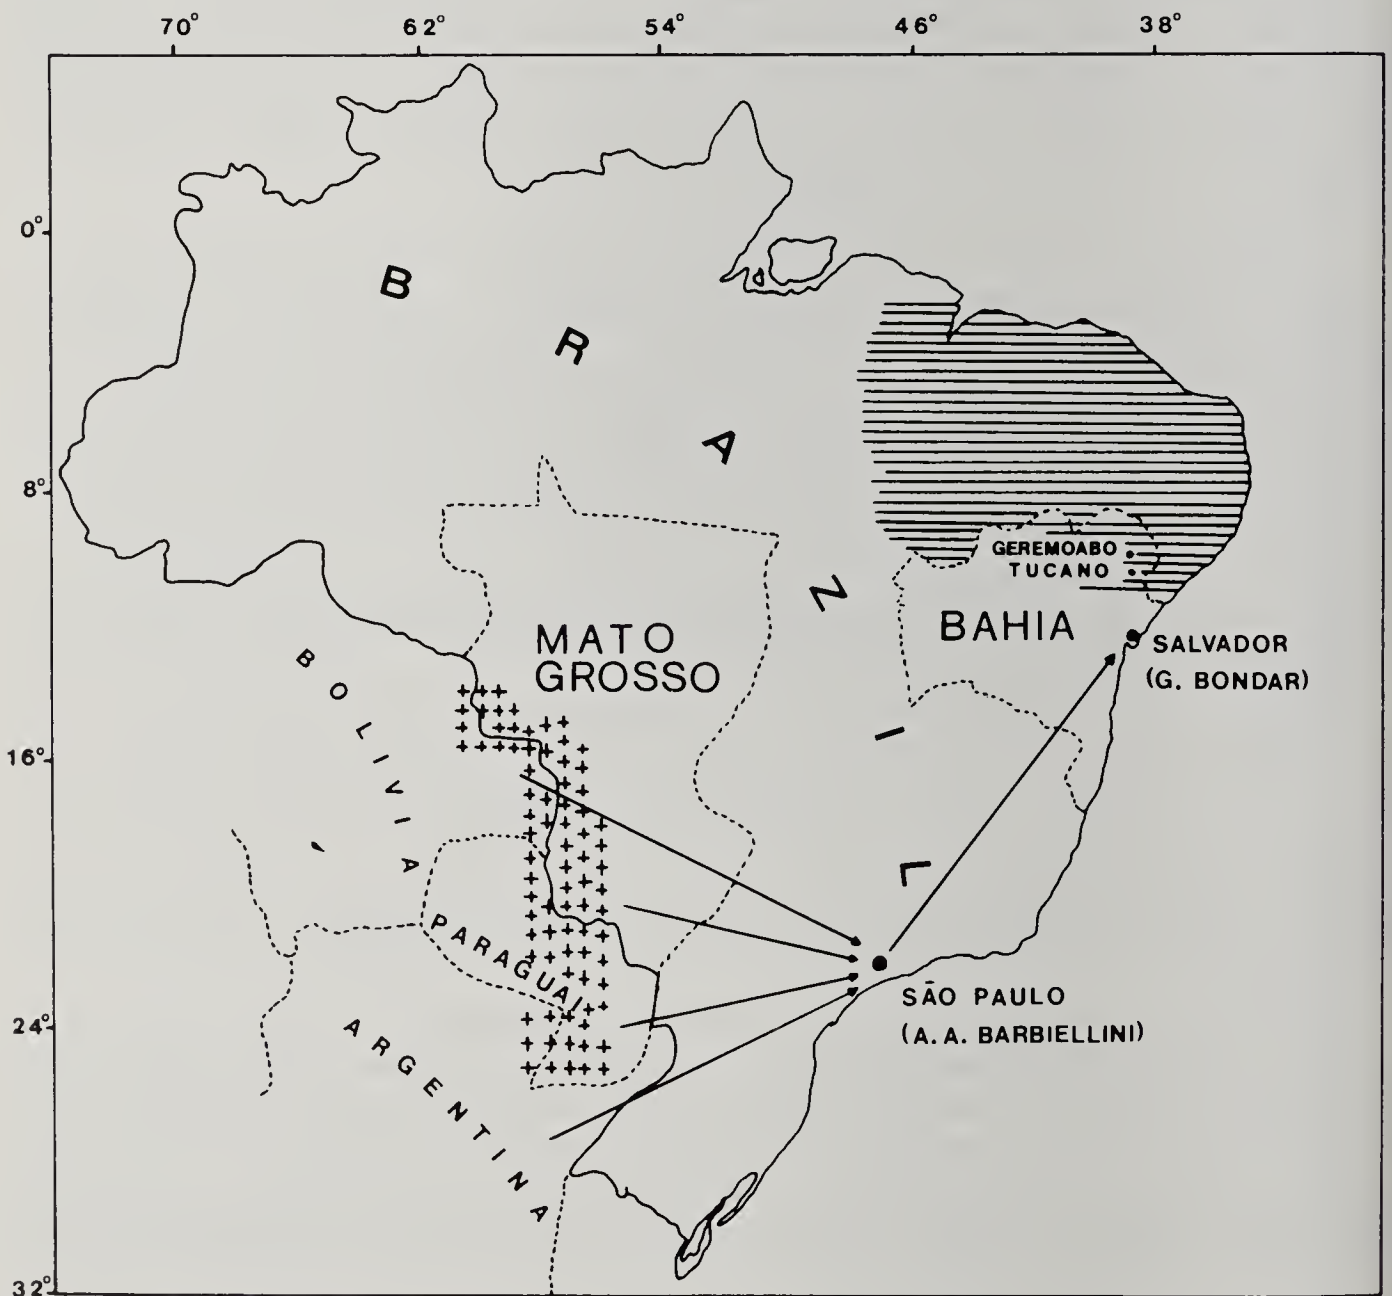 70° 62° 54° 46° 38°
0°
8°
16°
24°
32°
BRAZIL
GEREMOABO
TUCANO
BAHIA
MATO
GROSSO
SALVADOR
(G. BONDAR)
BOLIVIA
PARAGUAI
ARGENTINA
SÃO PAULO
(A. A. BARBIELLINI)